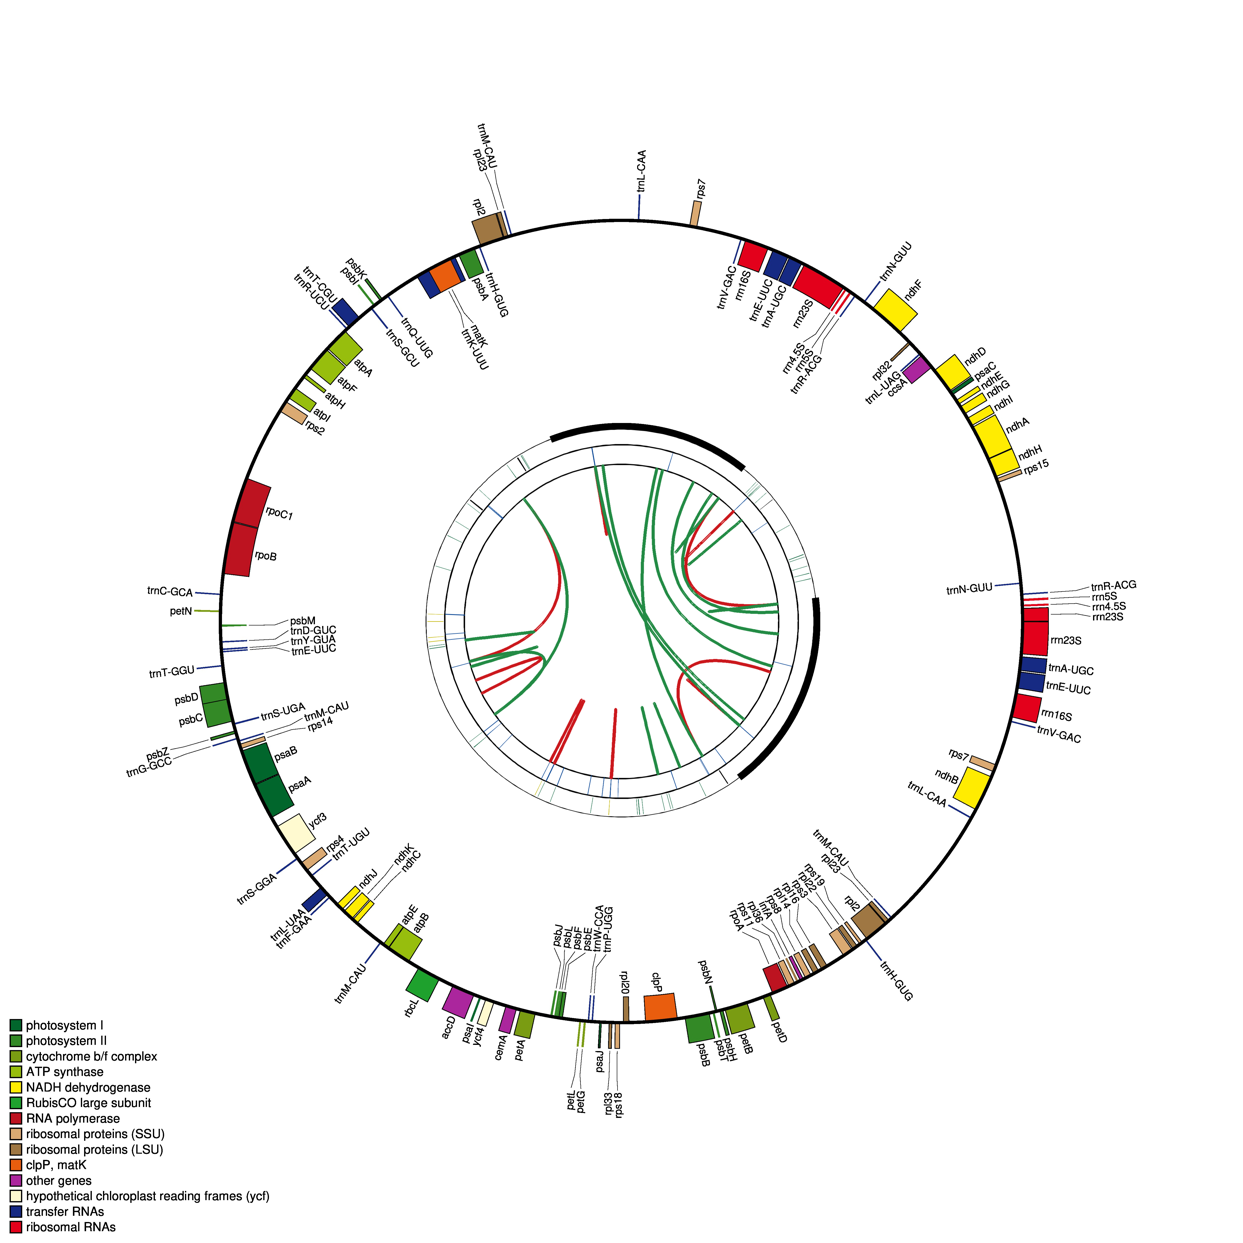 trnM-CAU
rpl23
rpl2
trnH-GUG
psbA
matK
trnK-UUU
trnL-CAA
rps7
trnV-GAC
rrn16S
trnE-UUC
trnA-UGC
rrn23S
rrn4.5S
rrn5S
trnR-ACG
trnN-GUU
ndhF
rpl32
trnL-UAG
ccsA
ndhD
psaC
ndhE
ndhG
ndhI
ndhA
ndhH
rps15
trnN-GUU
trnR-ACG
rrn5S
rrn4.5S
rrn23S
rrn23S
trnA-UGC
trnE-UUC
rrn16S
trnV-GAC
rps7
ndhB
trnL-CAA
trnM-CAU
rpl23
rpl2
trnH-GUG
rps19
rpl22
rps3
rpl16
rpl14
rps8
infA
rpl36
rps11
rpoA
petD
petB
psbH
psbT
psbN
psbB
clpP
rpl20
rps18
rpl33
psaJ
trnP-UGG
trnW-CCA
petG
petL
psbE
psbF
psbL
psbJ
petA
cemA
ycf4
psaI
accD
rbcL
atpB
atpE
trnM-CAU
ndhC
ndhK
ndhJ
trnF-GAA
trnL-UAA
trnT-UGU
rps4
trnS-GGA
ycf3
psaA
psaB
rps14
trnM-CAU
trnG-GCC
psbZ
trnS-UGA
psbC
psbD
trnT-GGU
trnE-UUC
trnY-GUA
trnD-GUC
psbM
petN
trnC-GCA
rpoB
rpoC1
rps2
atpI
atpH
atpF
atpA
trnR-UCU
trnT-CGU
trnS-GCU
psbI
psbK
trnQ-UUG
photosystem I
photosystem II
cytochrome b/f complex
ATP synthase
NADH dehydrogenase
RubisCO large subunit
RNA polymerase
ribosomal proteins (SSU)
ribosomal proteins (LSU)
clpP, matK
other genes
hypothetical chloroplast reading frames (ycf)
transfer RNAs
ribosomal RNAs